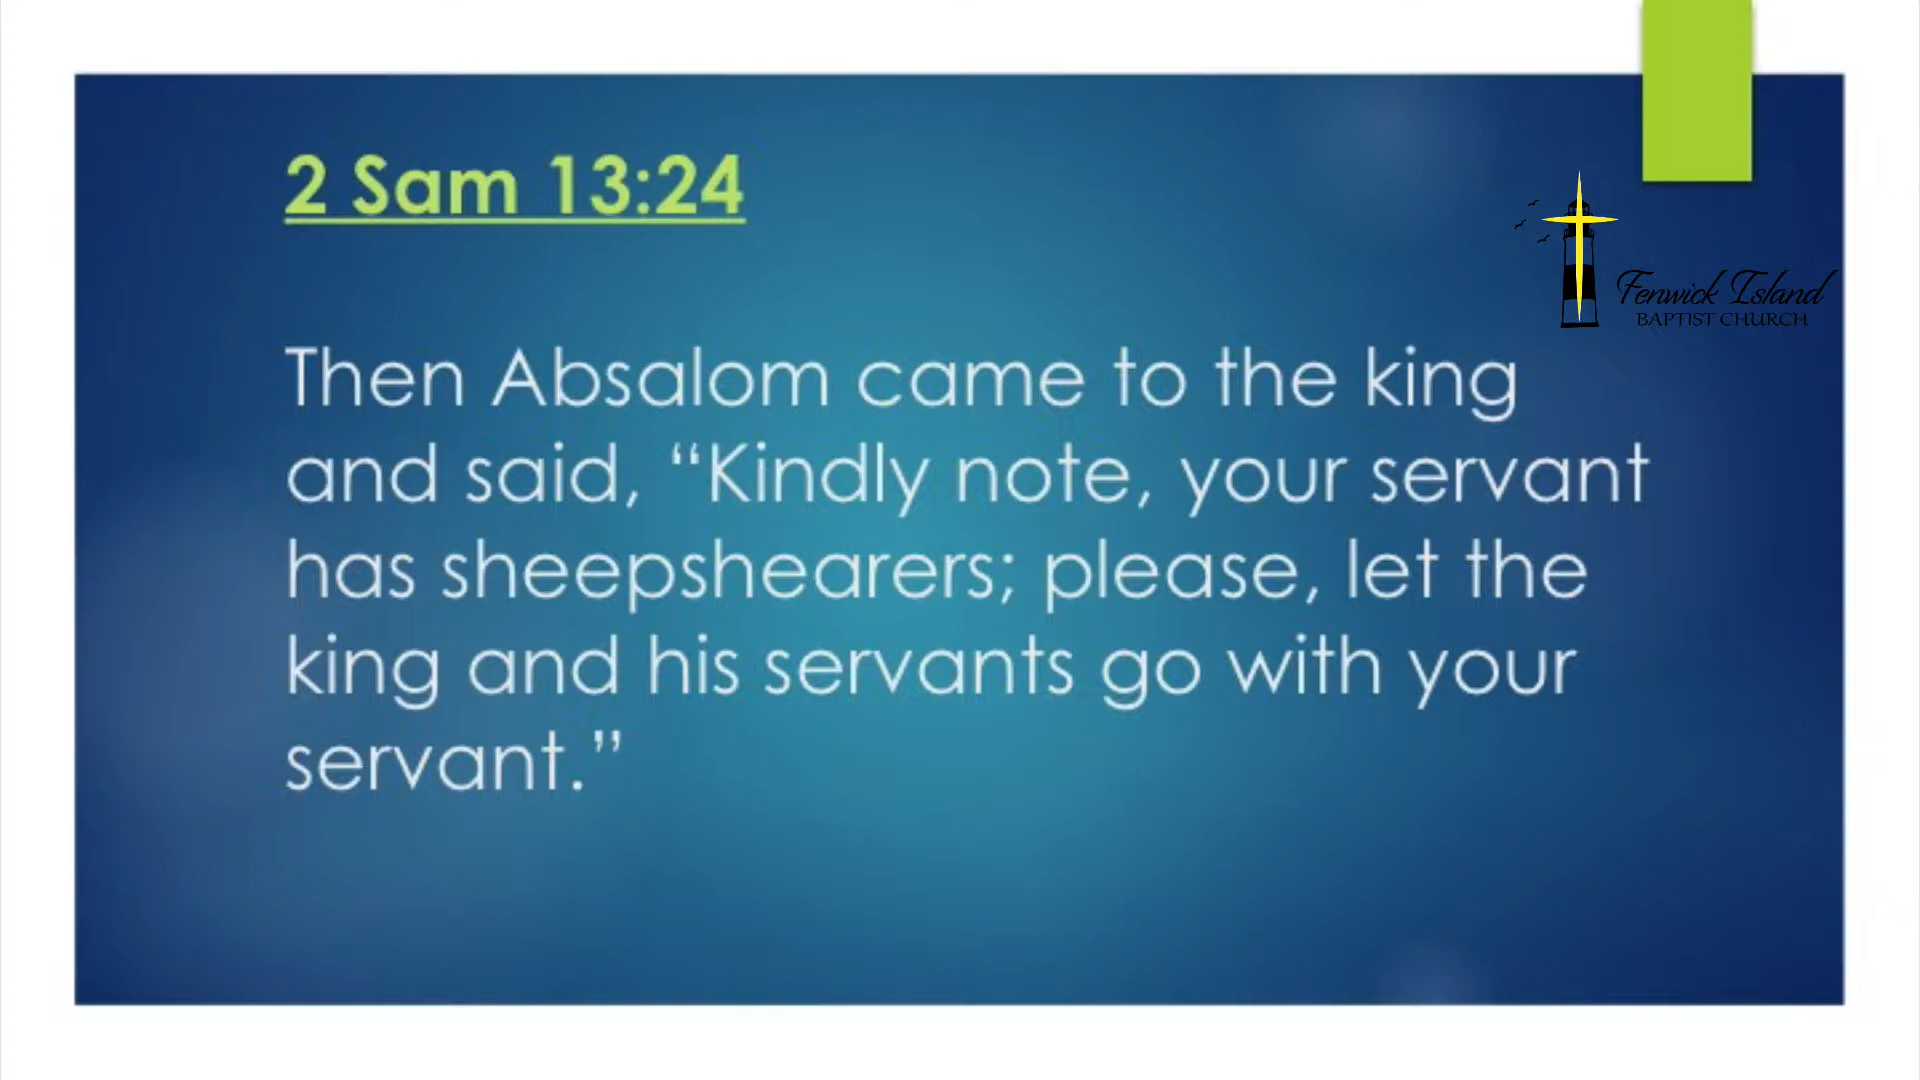 2 Sam 13:24
Fenwick Island
BAPTIST CHURCH
Then Absalom came to the king
and said, “Kindly note, your servant
has sheepshearers; please, let the
king and his servants go with your
servant.”